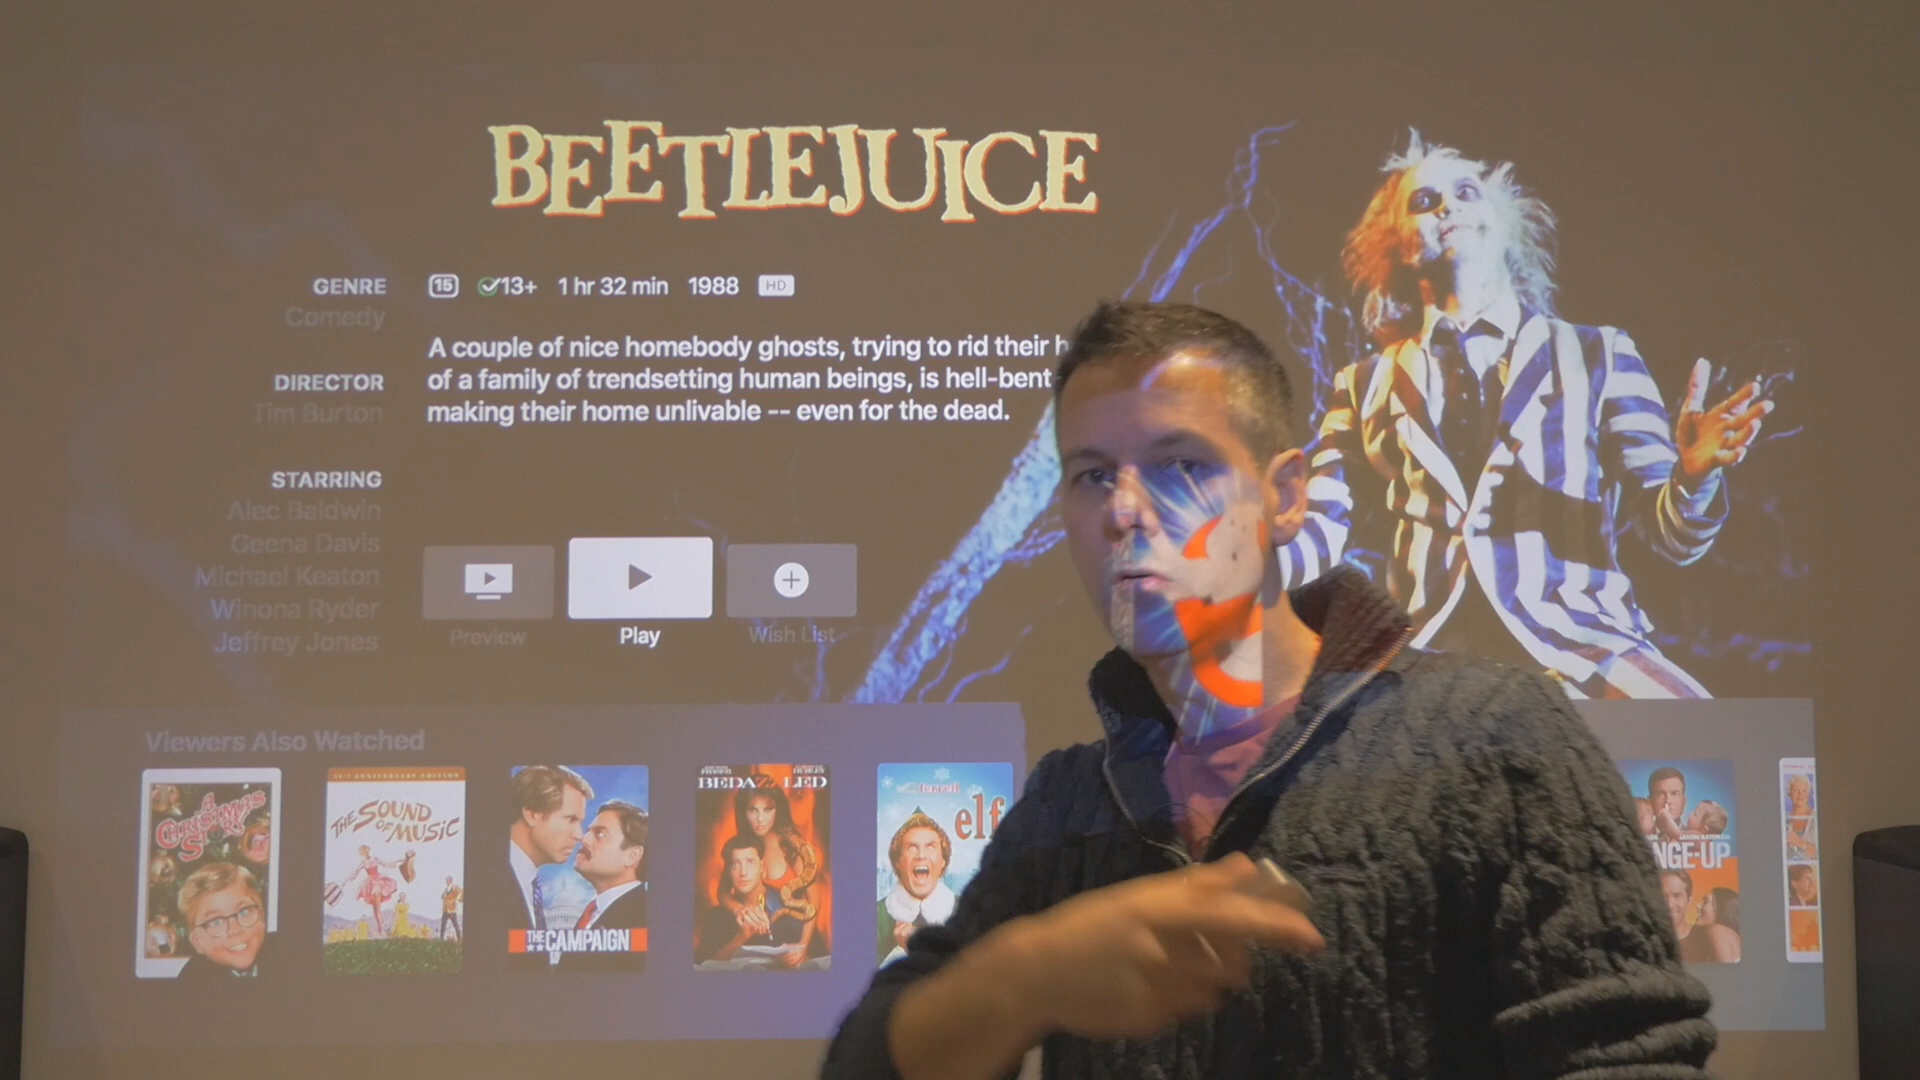 BEETLEJUICE
GENRE
Comedy
15 13+ 1 hr 32 min 1988 HD
A couple of nice homebody ghosts, trying to rid their h
of a family of trendsetting human beings, is hell-bent
making their home unlivable -- even for the dead.
DIRECTOR
Tim Burton
STARRING
Alec Baldwin
Geena Davis
Michael Keaton
Winona Ryder
Jeffrey Jones
Preview
Play
Wish List
Viewers Also Watched
A
CHRISTMAS
STORY
THE SOUND
OF MUSIC
THE CAMPAIGN
BEDAZZLED
elf
JASON BATEMAN
NGE-UP